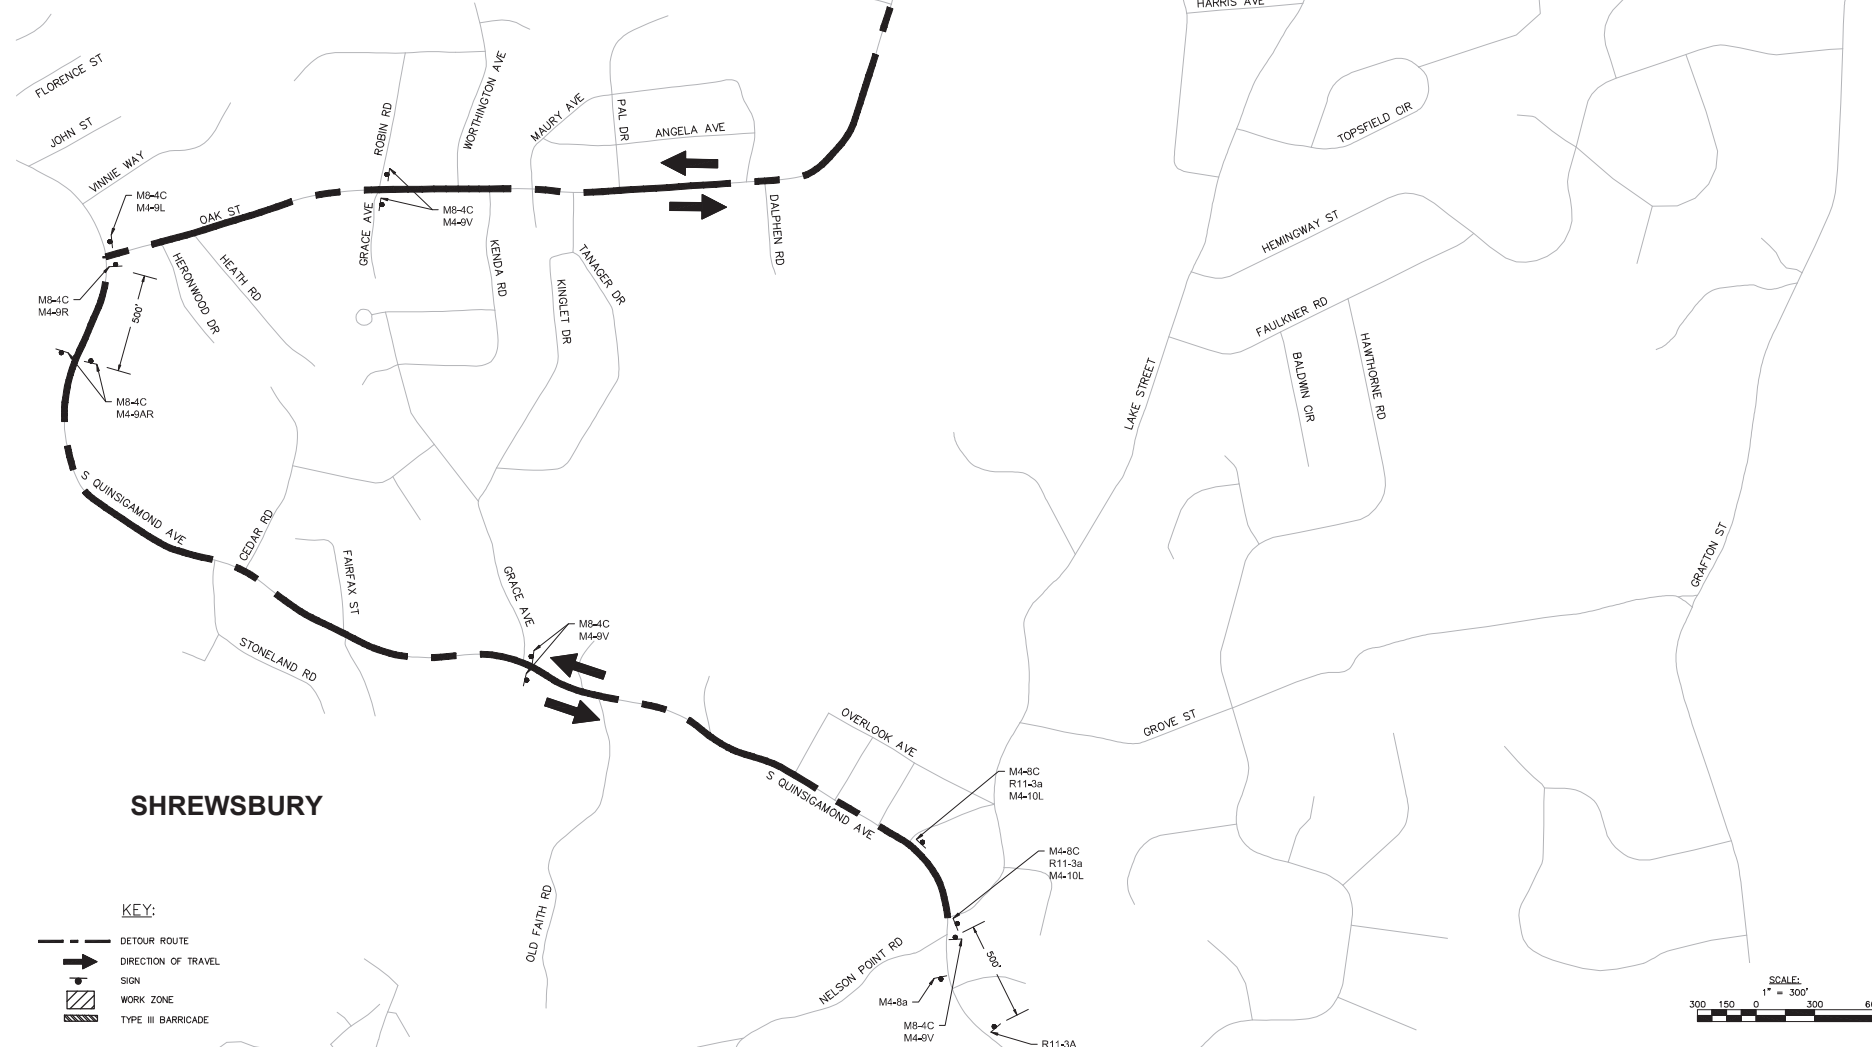 HARRIS AVE
FLORENCE ST
JOHN ST
VINNIE WAY
ROBIN RD
WORTHINGTON AVE
MAURY AVE
PAL DR
ANGELA AVE
TOPSFIELD CIR
M8-4C
M4-9L
OAK ST
GRACE AVE
M8-4C
M4-9V
DALPHEN RD
HEMINGWAY ST
HERONWOOD DR
HEATH RD
KENDA RD
TANAGER DR
KINGLET DR
M8-4C
M4-9R
500'
FAULKNER RD
BALDWIN CIR
HAWTHORNE RD
LAKE STREET
M8-4C
M4-9AR
S QUINSIGAMOND AVE
CEDAR RD
FAIRFAX ST
GRACE AVE
GRAFTON ST
M8-4C
M4-9V
STONELAND RD
OVERLOOK AVE
GROVE ST
S QUINSIGAMOND AVE
M4-8C
R11-3a
M4-10L
SHREWSBURY
M4-8C
R11-3a
M4-10L
OLD FAITH RD
NELSON POINT RD
500'
M4-8a
M8-4C
M4-9V
R11-3A
KEY:
DETOUR ROUTE
DIRECTION OF TRAVEL
SIGN
WORK ZONE
TYPE III BARRICADE
SCALE:
1" = 300'
300 150 0 300